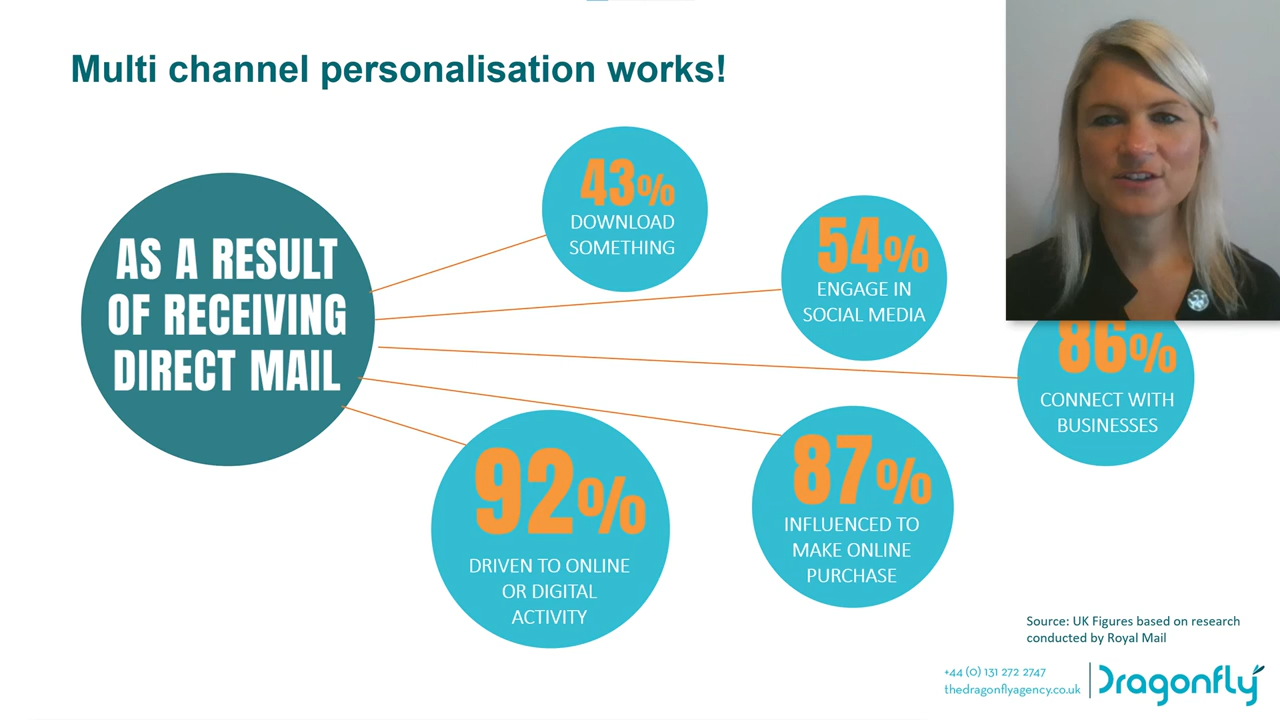 Multi channel personalisation works!
AS A RESULT
OF RECEIVING
DIRECT MAIL
43%
DOWNLOAD
SOMETHING
54%
ENGAGE IN
SOCIAL MEDIA
86%
CONNECT WITH
BUSINESSES
92%
DRIVEN TO ONLINE
OR DIGITAL
ACTIVITY
87%
INFLUENCED TO
MAKE ONLINE
PURCHASE
Source: UK Figures based on research
conducted by Royal Mail
+44 (0) 131 272 2747
thedragonflyagency.co.uk
Dragonfly